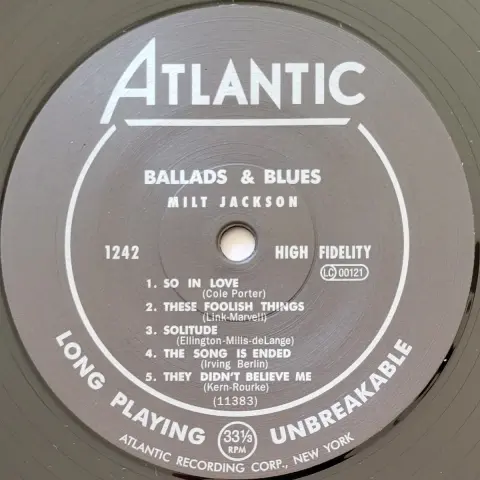 ATLANTIC
BALLADS & BLUES
MILT JACKSON
1242 HIGH FIDELITY
LC 00121
1. SO IN LOVE
(Cole Porter)
2. THESE FOOLISH THINGS
(Link-Marvell)
3. SOLITUDE
(Ellington-Mills-deLange)
4. THE SONG IS ENDED
(Irving Berlin)
5. THEY DIDN'T BELIEVE ME
(Kern-Rourke)
(11383)
LONG PLAYING 33⅓ RPM UNBREAKABLE
ATLANTIC RECORDING CORP., NEW YORK